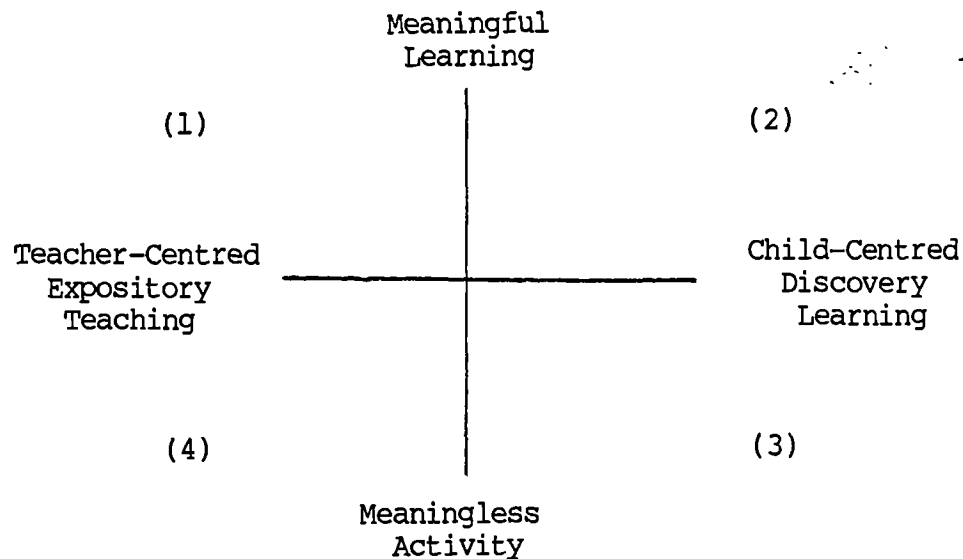 Meaningful
Learning
(1)
(2)
Teacher-Centred
Expository
Teaching
Child-Centred
Discovery
Learning
(4)
(3)
Meaningless
Activity